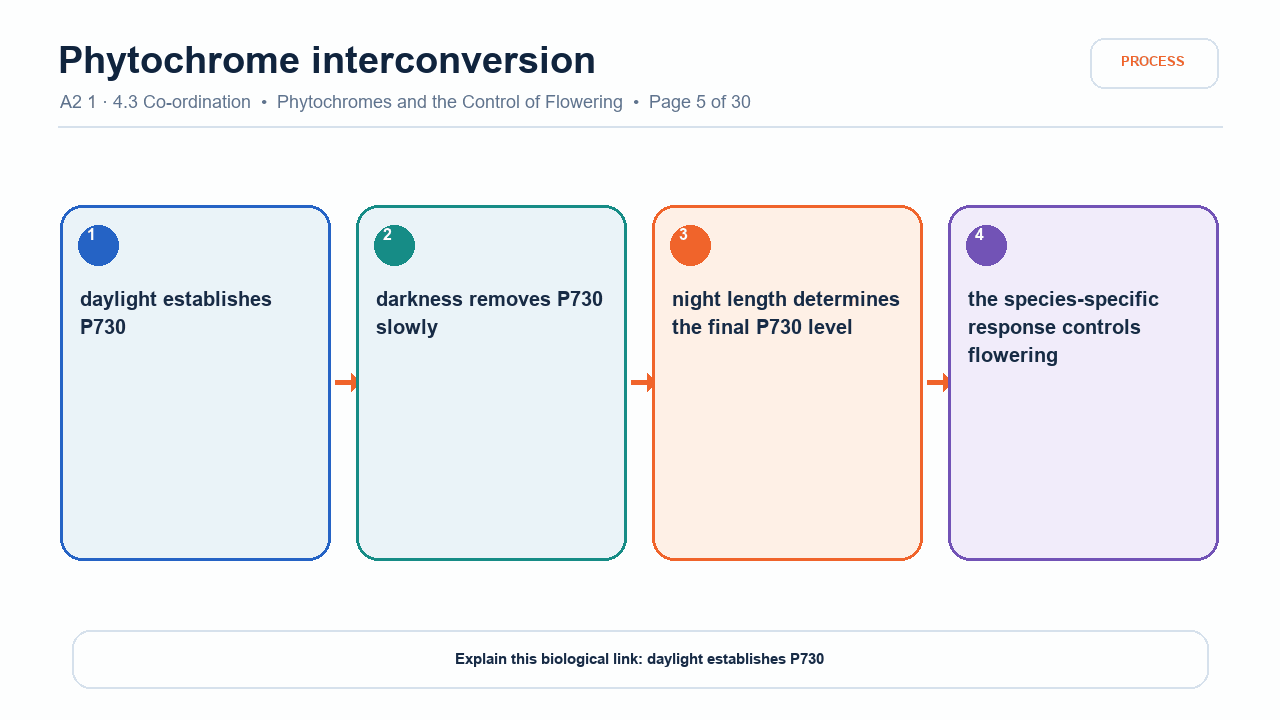 Phytochrome interconversion
PROCESS
A2 1 · 4.3 Co-ordination • Phytochromes and the Control of Flowering • Page 5 of 30
1
daylight establishes
P730
2
darkness removes P730
slowly
3
night length determines
the final P730 level
4
the species-specific
response controls
flowering
Explain this biological link: daylight establishes P730